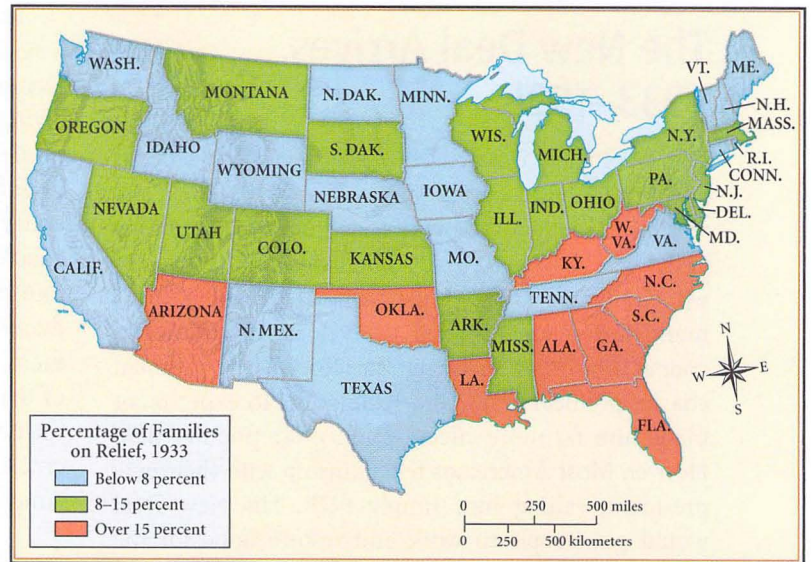 WASH.
MONTANA
N. DAK.
MINN.
VT.
ME.
N.H.
MASS.
OREGON
IDAHO
WYOMING
S. DAK.
WIS.
MICH.
N.Y.
R.I.
CONN.
NEVADA
UTAH
COLO.
NEBRASKA
IOWA
ILL.
IND.
OHIO
PA.
N.J.
DEL.
MD.
CALIF.
KANSAS
MO.
KY.
W.
VA.
VA.
ARIZONA
N. MEX.
OKLA.
ARK.
TENN.
N.C.
S.C.
TEXAS
LA.
MISS.
ALA.
GA.
FLA.
N
W
E
S
Percentage of Families
on Relief, 1933
Below 8 percent
8–15 percent
Over 15 percent
0 250 500 miles
0 250 500 kilometers